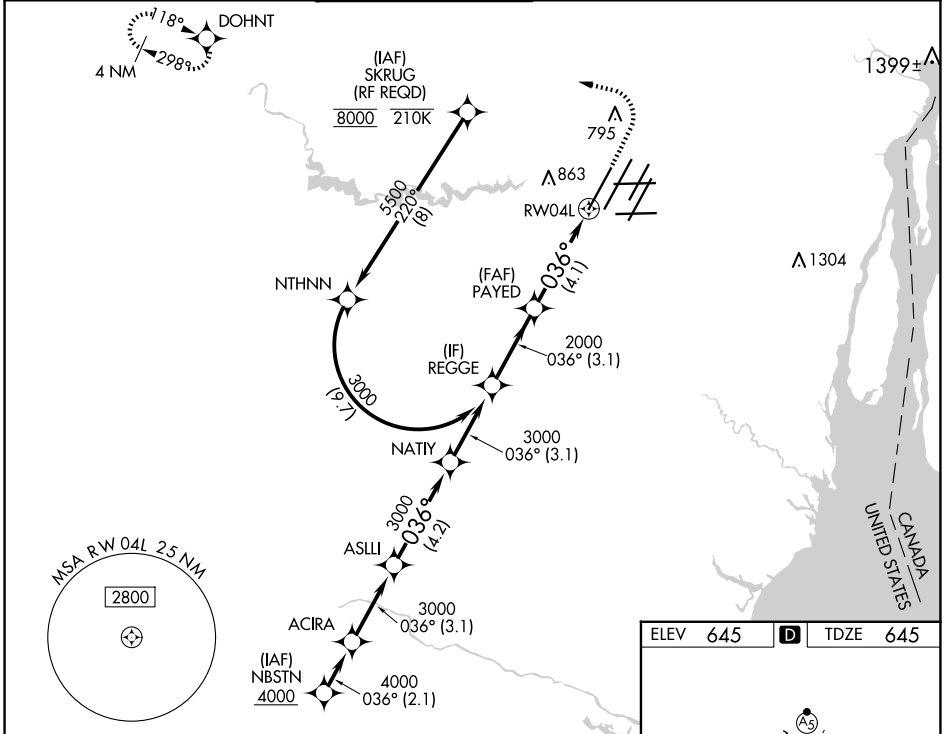 118°
DOHNT
298°
4 NM
(IAF)
SKRUG
(RF REQD)
8000 210K
1399±
795
863
RW04L
5500
220°
(8)
1304
036°
(4.1)
NTHNN
(FAF)
PAYED
2000
036° (3.1)
(IF)
REGGE
3000
(9.7)
3000
036° (3.1)
NATIY
3000
036°
(4.2)
CANADA
UNITED STATES
ASLLI
MSA RW 04L 25 NM
2800
3000
036° (3.1)
ACIRA
ELEV 645 D TDZE 645
(IAF)
NBSTN
4000
4000
036° (2.1)
A5